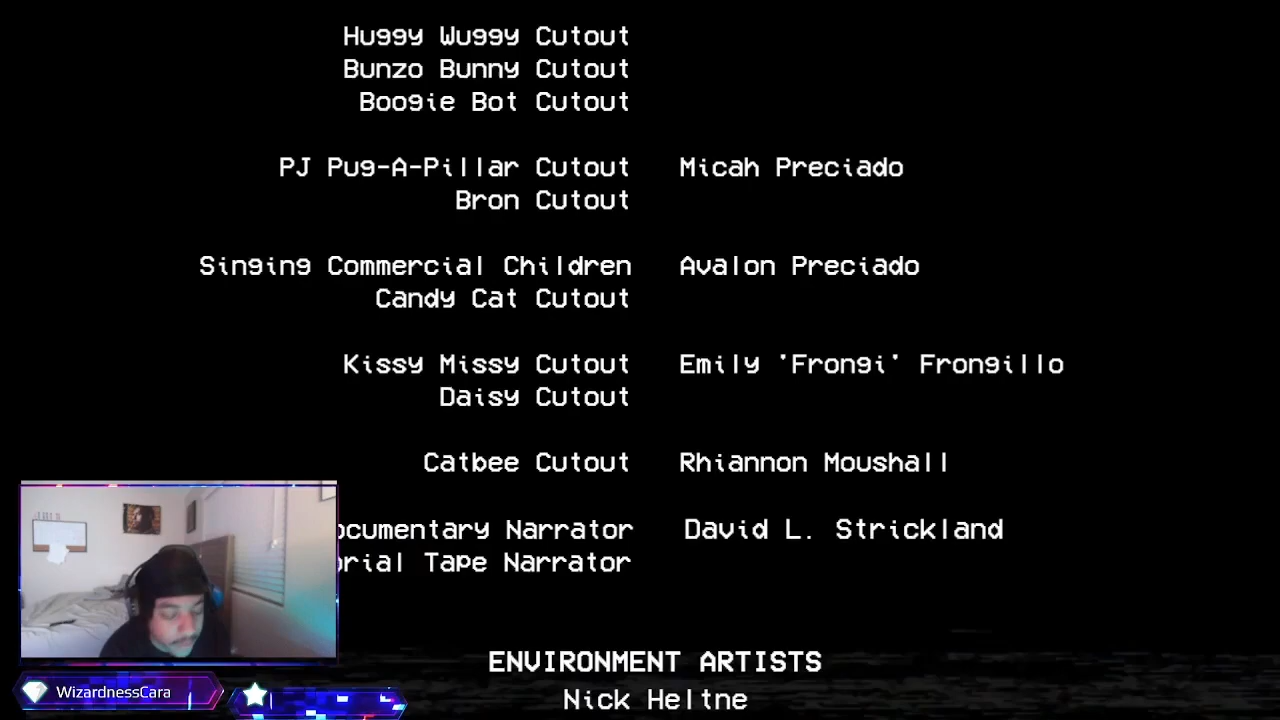 Huggy Wuggy Cutout
Bunzo Bunny Cutout
Boogie Bot Cutout
PJ Pug-A-Pillar Cutout Micah Preciado
Bron Cutout
Singing Commercial Children Avalon Preciado
Candy Cat Cutout
Kissy Missy Cutout Emily 'Frongi' Frongillo
Daisy Cutout
Catbee Cutout Rhiannon Moushall
ocumentary Narrator David L. Strickland
orial Tape Narrator
ENVIRONMENT ARTISTS
Nick Heltne
WizardnessCara